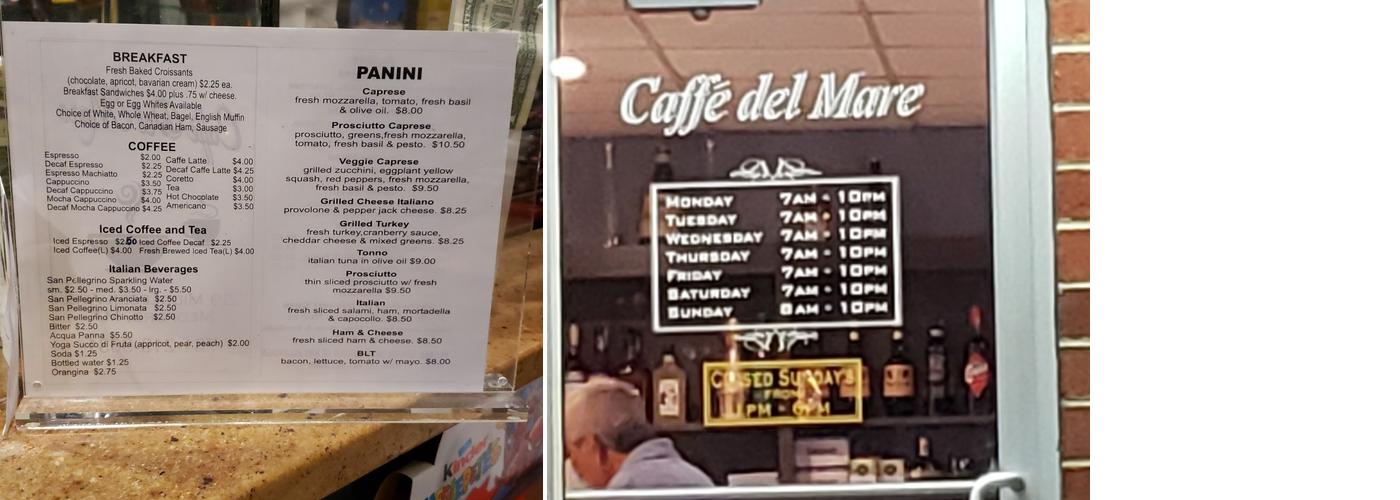 BREAKFAST
Fresh Baked Croissants
(chocolate, apricot, bavarian cream) $2.25 ea.
Breakfast Sandwiches $4.00 plus .75 w/ cheese.
Egg or Egg Whites Available
Choice of White, Whole Wheat, Bagel, English Muffin
Choice of Bacon, Canadian Ham, Sausage
COFFEE
Espresso $2.00
Decaf Espresso $2.25
Espresso Machiatto $2.25
Cappuccino $3.50
Decaf Cappuccino $3.75
Mocha Cappuccino $4.00
Decaf Mocha Cappucino $4.25
Caffe Latte $4.00
Decaf Caffe Latte $4.25
Coretto $4.00
Tea $3.00
Hot Chocolate $3.50
Americano $3.50
Iced Coffee and Tea
Iced Espresso Iced Coffee Decaf $2.25
Iced Coffee(L) $4.00 Fresh Brewed Iced Tea(L) $4.00
Italian Beverages
San Pellegrino Sparkling Water
sm. $2.50 - med. $3.50 - lrg. - $5.50
San Pellegrino Aranciata $2.50
San Pellegrino Limonata $2.50
San Pellegrino Chinotto $2.50
Bitter $2.50
Acqua Panna $5.50
Yoga Succo di Fruta (appricot, pear, peach) $2.00
Soda $1.25
Bottled water $1.25
Orangina $2.75
PANINI
Caprese
fresh mozzarella, tomato, fresh basil
& olive oil. $8.00
Prosciutto Caprese
prosciutto, greens,fresh mozzarella,
tomato, fresh basil & pesto. $10.50
Veggie Caprese
grilled zucchini, eggplant yellow
squash, red peppers, fresh mozzarella,
fresh basil & pesto. $9.50
Grilled Cheese Italiano
provolone & pepper jack cheese. $8.25
Grilled Turkey
fresh turkey,cranberry sauce,
cheddar cheese & mixed greens. $8.25
Tonno
italian tuna in olive oil $9.00
Prosciutto
thin sliced prosciutto w/ fresh
mozzarella $9.50
Italian
fresh sliced salami, ham, mortadella
& capocollo. $8.50
Ham & Cheese
fresh sliced ham & cheese. $8.50
BLT
bacon, lettuce, tomato w/ mayo. $8.00
kinder
Caffé del Mare
MONDAY 7AM - 10PM
TUESDAY 7AM - 10PM
WEDNESDAY 7AM - 10PM
THURSDAY 7AM - 10PM
FRIDAY 7AM - 10PM
SATURDAY 7AM - 10PM
SUNDAY 8AM - 10PM
CLOSED SUNDAY'S
FROM